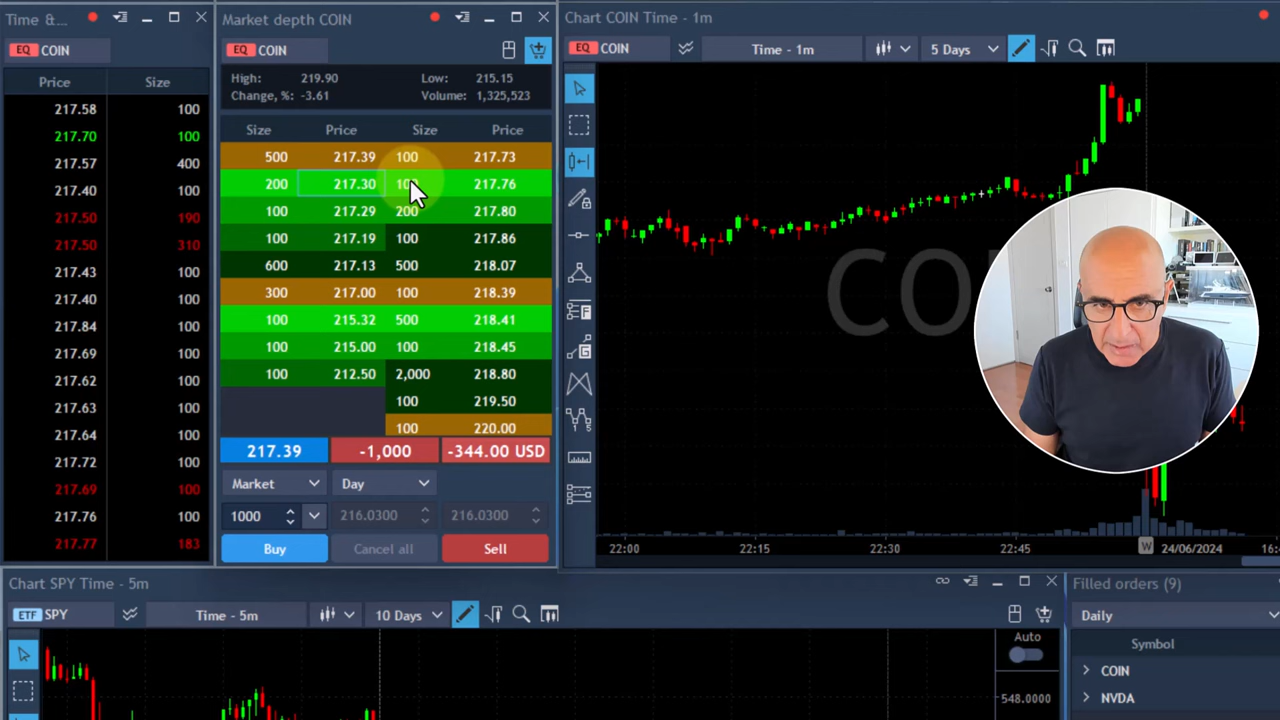 Time &...
EQ COIN
Price Size
217.58 100
217.70 100
217.57 400
217.40 100
217.50 190
217.50 310
217.43 100
217.40 100
217.84 100
217.69 100
217.62 100
217.63 100
217.64 100
217.72 100
217.69 100
217.76 100
217.77 183
Market depth COIN
EQ COIN
High: 219.90 Low: 215.15
Change, %: -3.61 Volume: 1,325,523
Size Price Size Price
500 217.39 100 217.73
200 217.30 217.76
100 217.29 200 217.80
100 217.19 100 217.86
600 217.13 500 218.07
300 217.00 100 218.39
100 215.32 500 218.41
100 215.00 100 218.45
100 212.50 2,000 218.80
100 219.50
100 220.00
217.39 -1,000 -344.00 USD
Market Day
1000 216.0300 216.0300
Buy Cancel all Sell
Chart COIN Time - 1m
EQ COIN Time - 1m 5 Days
22:00 22:15 22:30 22:45 W 24/06/2024
Chart SPY Time - 5m
ETF SPY Time - 5m 10 Days
Auto
548.0000
Filled orders (9)
Daily
Symbol
COIN
NVDA